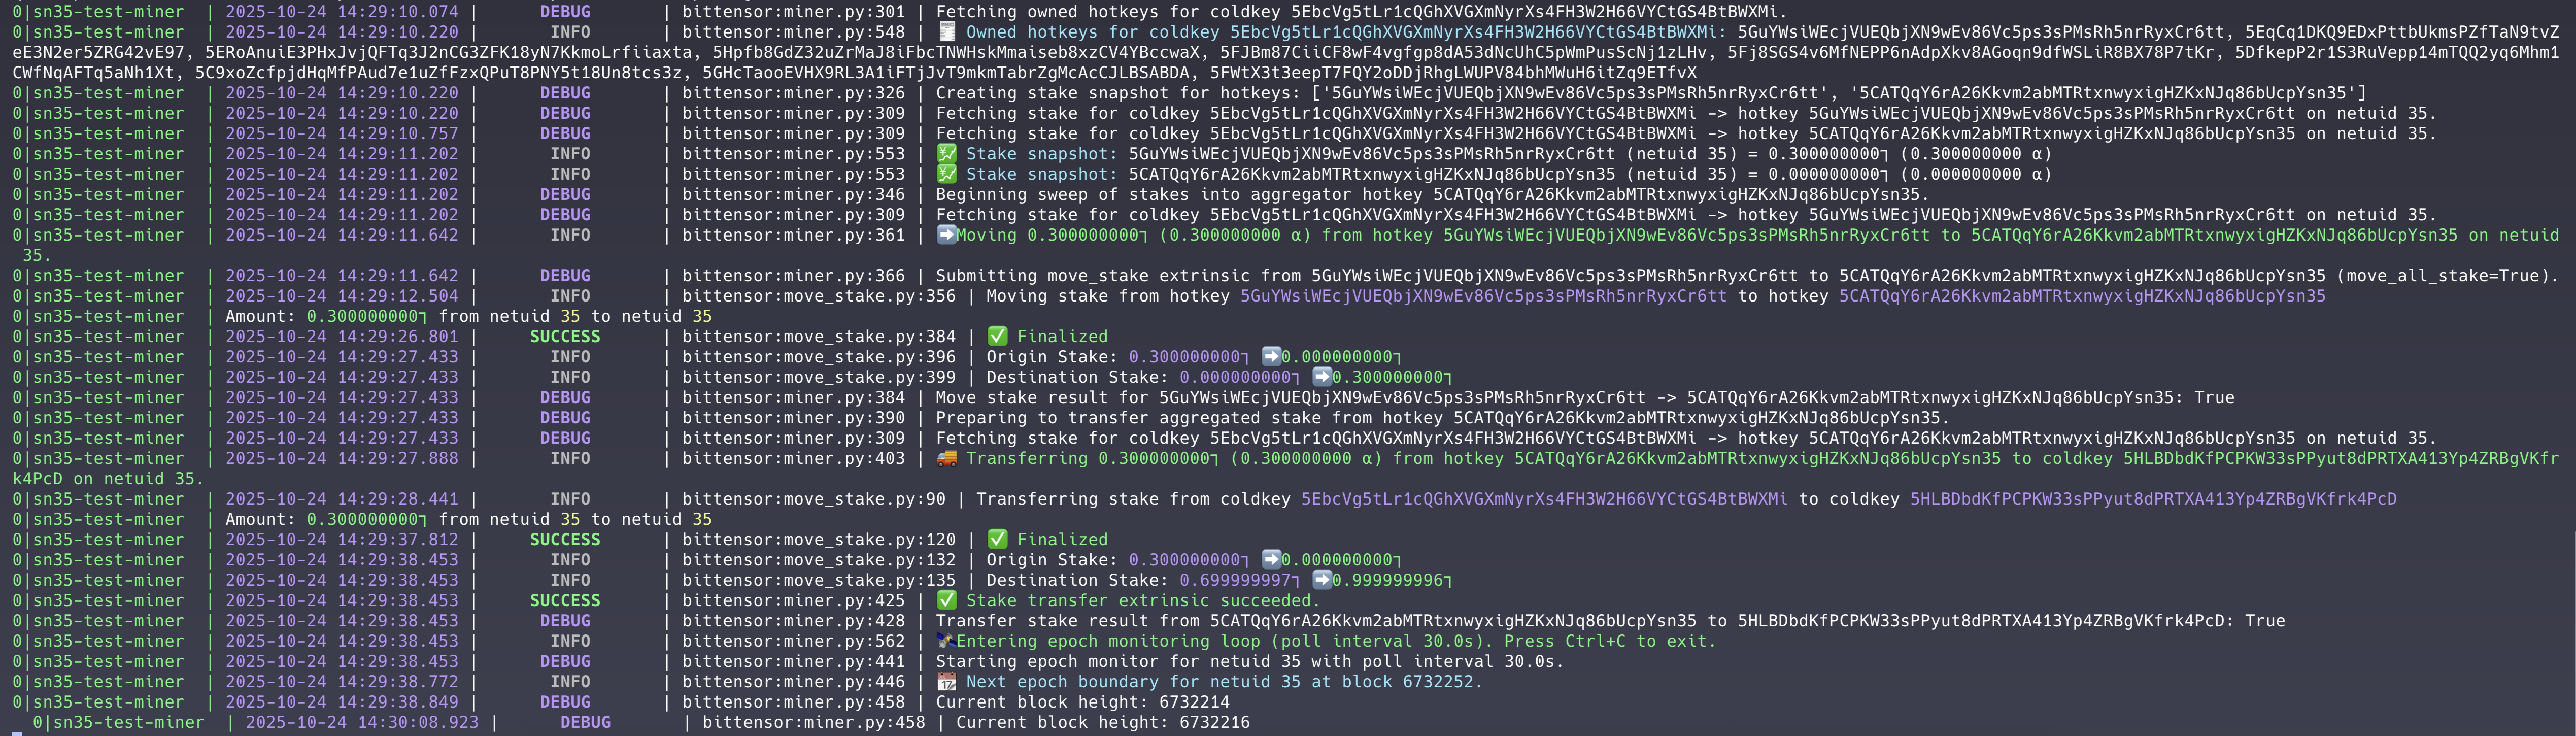 0|sn35-test-miner  | 2025-10-24 14:29:10.074 |      DEBUG       | bittensor:miner.py:301 | Fetching owned hotkeys for coldkey 5EbcVg5tLr1cQGhXVGXmNyrXs4FH3W2H66VYCtGS4BtBWXMi.
0|sn35-test-miner  | 2025-10-24 14:29:10.220 |       INFO       | bittensor:miner.py:548 | 🧾 Owned hotkeys for coldkey 5EbcVg5tLr1cQGhXVGXmNyrXs4FH3W2H66VYCtGS4BtBWXMi: 5GuYWsiWEcjVUEQbjXN9wEv86Vc5ps3sPMsRh5nrRyxCr6tt, 5EqCq1DKQ9EDxPttbUkmsPZfTaN9tvZ
eE3N2er5ZRG42vE97, 5ERoAnuiE3PHxJvjQFTq3J2nCG3ZFK18yN7KkmoLrfiiaxta, 5Hpfb8GdZ32uZrMaJ8iFbcTNWHskMmaiseb8xzCV4YBccwaX, 5FJBm87CiiCF8wF4vgfgp8dA53dNcUhC5pWmPusScNj1zLHv, 5Fj8SGS4v6MfNEPP6nAdpXkv8AGoqn9dfWSLiR8BX78P7tKr, 5DfkepP2r1S3RuVepp14mTQQ2yq6Mhm1
CWfNqAFTq5aNh1Xt, 5C9xoZcfpjdHqMfPAud7e1uZfFzxQPuT8PNY5t18Un8tcs3z, 5GHcTaooEVHX9RL3A1iFTjJvT9mkmTabrZgMcAcCJLBSABDA, 5FWtX3t3eepT7FQY2oDDjRhgLWUPV84bhMWuH6itZq9ETfvX
0|sn35-test-miner  | 2025-10-24 14:29:10.220 |      DEBUG       | bittensor:miner.py:326 | Creating stake snapshot for hotkeys: ['5GuYWsiWEcjVUEQbjXN9wEv86Vc5ps3sPMsRh5nrRyxCr6tt', '5CATQqY6rA26Kkvm2abMTRtxnwyxigHZKxNJq86bUcpYsn35']
0|sn35-test-miner  | 2025-10-24 14:29:10.220 |      DEBUG       | bittensor:miner.py:309 | Fetching stake for coldkey 5EbcVg5tLr1cQGhXVGXmNyrXs4FH3W2H66VYCtGS4BtBWXMi -> hotkey 5GuYWsiWEcjVUEQbjXN9wEv86Vc5ps3sPMsRh5nrRyxCr6tt on netuid 35.
0|sn35-test-miner  | 2025-10-24 14:29:10.757 |      DEBUG       | bittensor:miner.py:309 | Fetching stake for coldkey 5EbcVg5tLr1cQGhXVGXmNyrXs4FH3W2H66VYCtGS4BtBWXMi -> hotkey 5CATQqY6rA26Kkvm2abMTRtxnwyxigHZKxNJq86bUcpYsn35 on netuid 35.
0|sn35-test-miner  | 2025-10-24 14:29:11.202 |       INFO       | bittensor:miner.py:553 | 💹 Stake snapshot: 5GuYWsiWEcjVUEQbjXN9wEv86Vc5ps3sPMsRh5nrRyxCr6tt (netuid 35) = 0.300000000┐ (0.300000000 α)
0|sn35-test-miner  | 2025-10-24 14:29:11.202 |       INFO       | bittensor:miner.py:553 | 💹 Stake snapshot: 5CATQqY6rA26Kkvm2abMTRtxnwyxigHZKxNJq86bUcpYsn35 (netuid 35) = 0.000000000┐ (0.000000000 α)
0|sn35-test-miner  | 2025-10-24 14:29:11.202 |      DEBUG       | bittensor:miner.py:346 | Beginning sweep of stakes into aggregator hotkey 5CATQqY6rA26Kkvm2abMTRtxnwyxigHZKxNJq86bUcpYsn35.
0|sn35-test-miner  | 2025-10-24 14:29:11.202 |      DEBUG       | bittensor:miner.py:309 | Fetching stake for coldkey 5EbcVg5tLr1cQGhXVGXmNyrXs4FH3W2H66VYCtGS4BtBWXMi -> hotkey 5GuYWsiWEcjVUEQbjXN9wEv86Vc5ps3sPMsRh5nrRyxCr6tt on netuid 35.
0|sn35-test-miner  | 2025-10-24 14:29:11.642 |       INFO       | bittensor:miner.py:361 | ➡️Moving 0.300000000┐ (0.300000000 α) from hotkey 5GuYWsiWEcjVUEQbjXN9wEv86Vc5ps3sPMsRh5nrRyxCr6tt to 5CATQqY6rA26Kkvm2abMTRtxnwyxigHZKxNJq86bUcpYsn35 on netuid
35.
0|sn35-test-miner  | 2025-10-24 14:29:11.642 |      DEBUG       | bittensor:miner.py:366 | Submitting move_stake extrinsic from 5GuYWsiWEcjVUEQbjXN9wEv86Vc5ps3sPMsRh5nrRyxCr6tt to 5CATQqY6rA26Kkvm2abMTRtxnwyxigHZKxNJq86bUcpYsn35 (move_all_stake=True).
0|sn35-test-miner  | 2025-10-24 14:29:12.504 |       INFO       | bittensor:move_stake.py:356 | Moving stake from hotkey 5GuYWsiWEcjVUEQbjXN9wEv86Vc5ps3sPMsRh5nrRyxCr6tt to hotkey 5CATQqY6rA26Kkvm2abMTRtxnwyxigHZKxNJq86bUcpYsn35
0|sn35-test-miner  | Amount: 0.300000000┐ from netuid 35 to netuid 35
0|sn35-test-miner  | 2025-10-24 14:29:26.801 |     SUCCESS      | bittensor:move_stake.py:384 | ✅ Finalized
0|sn35-test-miner  | 2025-10-24 14:29:27.433 |       INFO       | bittensor:move_stake.py:396 | Origin Stake: 0.300000000┐ ➡️0.000000000┐
0|sn35-test-miner  | 2025-10-24 14:29:27.433 |       INFO       | bittensor:move_stake.py:399 | Destination Stake: 0.000000000┐ ➡️0.300000000┐
0|sn35-test-miner  | 2025-10-24 14:29:27.433 |      DEBUG       | bittensor:miner.py:384 | Move stake result for 5GuYWsiWEcjVUEQbjXN9wEv86Vc5ps3sPMsRh5nrRyxCr6tt -> 5CATQqY6rA26Kkvm2abMTRtxnwyxigHZKxNJq86bUcpYsn35: True
0|sn35-test-miner  | 2025-10-24 14:29:27.433 |      DEBUG       | bittensor:miner.py:390 | Preparing to transfer aggregated stake from hotkey 5CATQqY6rA26Kkvm2abMTRtxnwyxigHZKxNJq86bUcpYsn35.
0|sn35-test-miner  | 2025-10-24 14:29:27.433 |      DEBUG       | bittensor:miner.py:309 | Fetching stake for coldkey 5EbcVg5tLr1cQGhXVGXmNyrXs4FH3W2H66VYCtGS4BtBWXMi -> hotkey 5CATQqY6rA26Kkvm2abMTRtxnwyxigHZKxNJq86bUcpYsn35 on netuid 35.
0|sn35-test-miner  | 2025-10-24 14:29:27.888 |       INFO       | bittensor:miner.py:403 | 🚚 Transferring 0.300000000┐ (0.300000000 α) from hotkey 5CATQqY6rA26Kkvm2abMTRtxnwyxigHZKxNJq86bUcpYsn35 to coldkey 5HLBDbdKfPCPKW33sPPyut8dPRTXA413Yp4ZRBgVKfr
k4PcD on netuid 35.
0|sn35-test-miner  | 2025-10-24 14:29:28.441 |       INFO       | bittensor:move_stake.py:90 | Transferring stake from coldkey 5EbcVg5tLr1cQGhXVGXmNyrXs4FH3W2H66VYCtGS4BtBWXMi to coldkey 5HLBDbdKfPCPKW33sPPyut8dPRTXA413Yp4ZRBgVKfrk4PcD
0|sn35-test-miner  | Amount: 0.300000000┐ from netuid 35 to netuid 35
0|sn35-test-miner  | 2025-10-24 14:29:37.812 |     SUCCESS      | bittensor:move_stake.py:120 | ✅ Finalized
0|sn35-test-miner  | 2025-10-24 14:29:38.453 |       INFO       | bittensor:move_stake.py:132 | Origin Stake: 0.300000000┐ ➡️0.000000000┐
0|sn35-test-miner  | 2025-10-24 14:29:38.453 |       INFO       | bittensor:move_stake.py:135 | Destination Stake: 0.699999997┐ ➡️0.999999996┐
0|sn35-test-miner  | 2025-10-24 14:29:38.453 |     SUCCESS      | bittensor:miner.py:425 | ✅ Stake transfer extrinsic succeeded.
0|sn35-test-miner  | 2025-10-24 14:29:38.453 |      DEBUG       | bittensor:miner.py:428 | Transfer stake result from 5CATQqY6rA26Kkvm2abMTRtxnwyxigHZKxNJq86bUcpYsn35 to 5HLBDbdKfPCPKW33sPPyut8dPRTXA413Yp4ZRBgVKfrk4PcD: True
0|sn35-test-miner  | 2025-10-24 14:29:38.453 |       INFO       | bittensor:miner.py:562 | 🛰️Entering epoch monitoring loop (poll interval 30.0s). Press Ctrl+C to exit.
0|sn35-test-miner  | 2025-10-24 14:29:38.453 |      DEBUG       | bittensor:miner.py:441 | Starting epoch monitor for netuid 35 with poll interval 30.0s.
0|sn35-test-miner  | 2025-10-24 14:29:38.772 |       INFO       | bittensor:miner.py:446 | 📅 Next epoch boundary for netuid 35 at block 6732252.
0|sn35-test-miner  | 2025-10-24 14:29:38.849 |      DEBUG       | bittensor:miner.py:458 | Current block height: 6732214
0|sn35-test-miner  | 2025-10-24 14:30:08.923 |      DEBUG       | bittensor:miner.py:458 | Current block height: 6732216